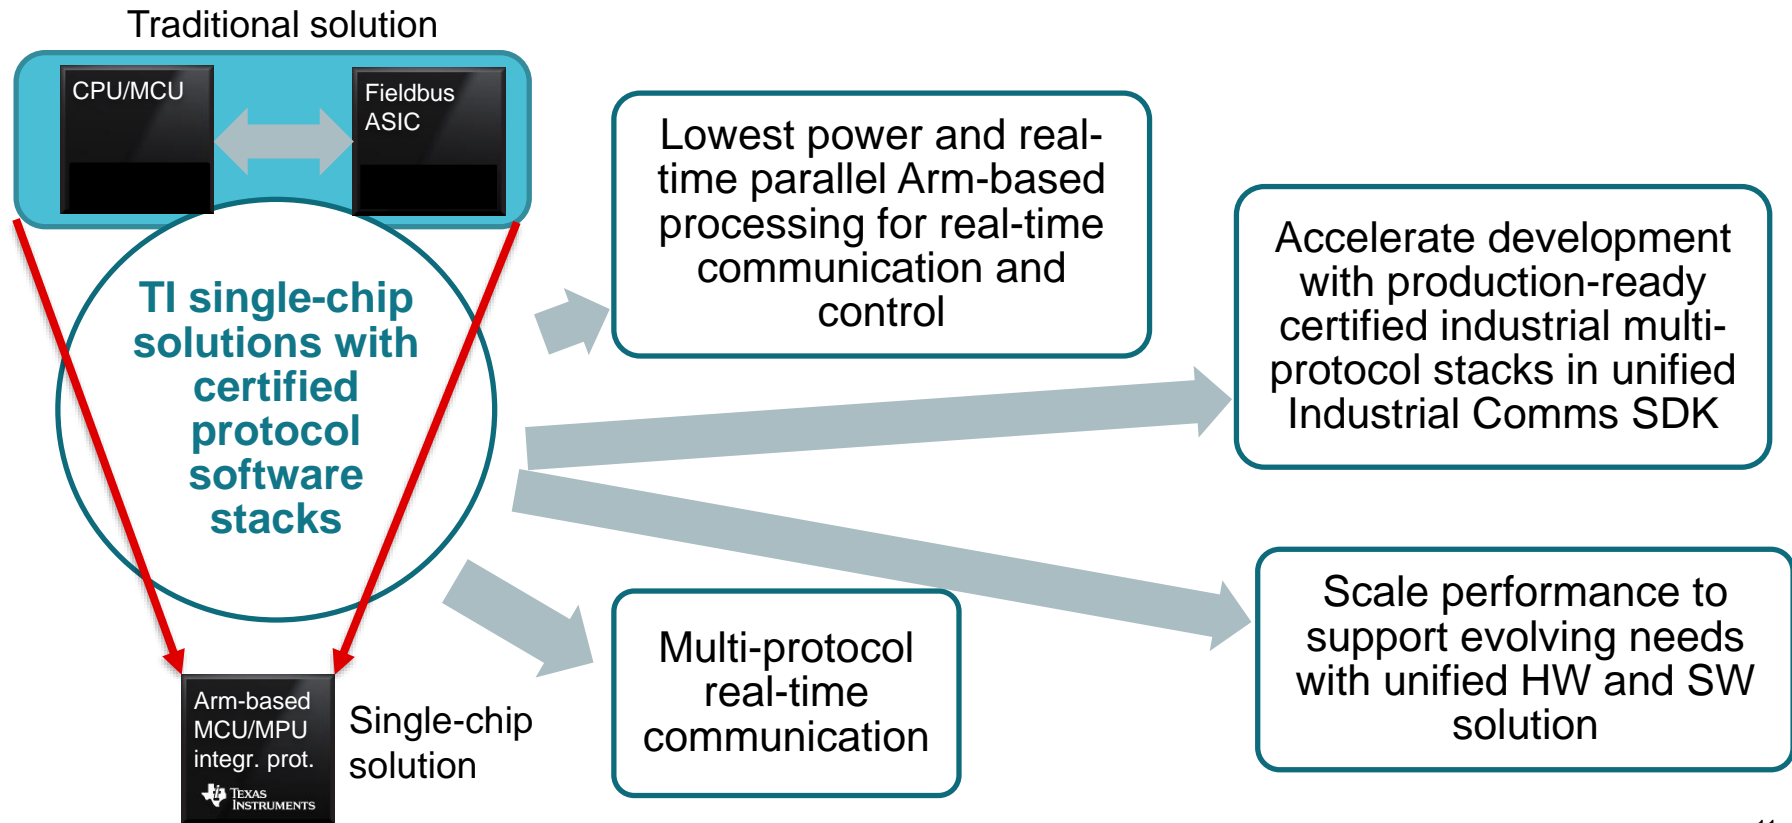 Traditional solution
CPU/MCU
Fieldbus
ASIC
TI single-chip
solutions with
certified
protocol
software
stacks
Arm-based
MCU/MPU
integr. prot.
TEXAS
INSTRUMENTS
Single-chip
solution
Lowest power and real-
time parallel Arm-based
processing for real-time
communication and
control
Accelerate development
with production-ready
certified industrial multi-
protocol stacks in unified
Industrial Comms SDK
Multi-protocol
real-time
communication
Scale performance to
support evolving needs
with unified HW and SW
solution